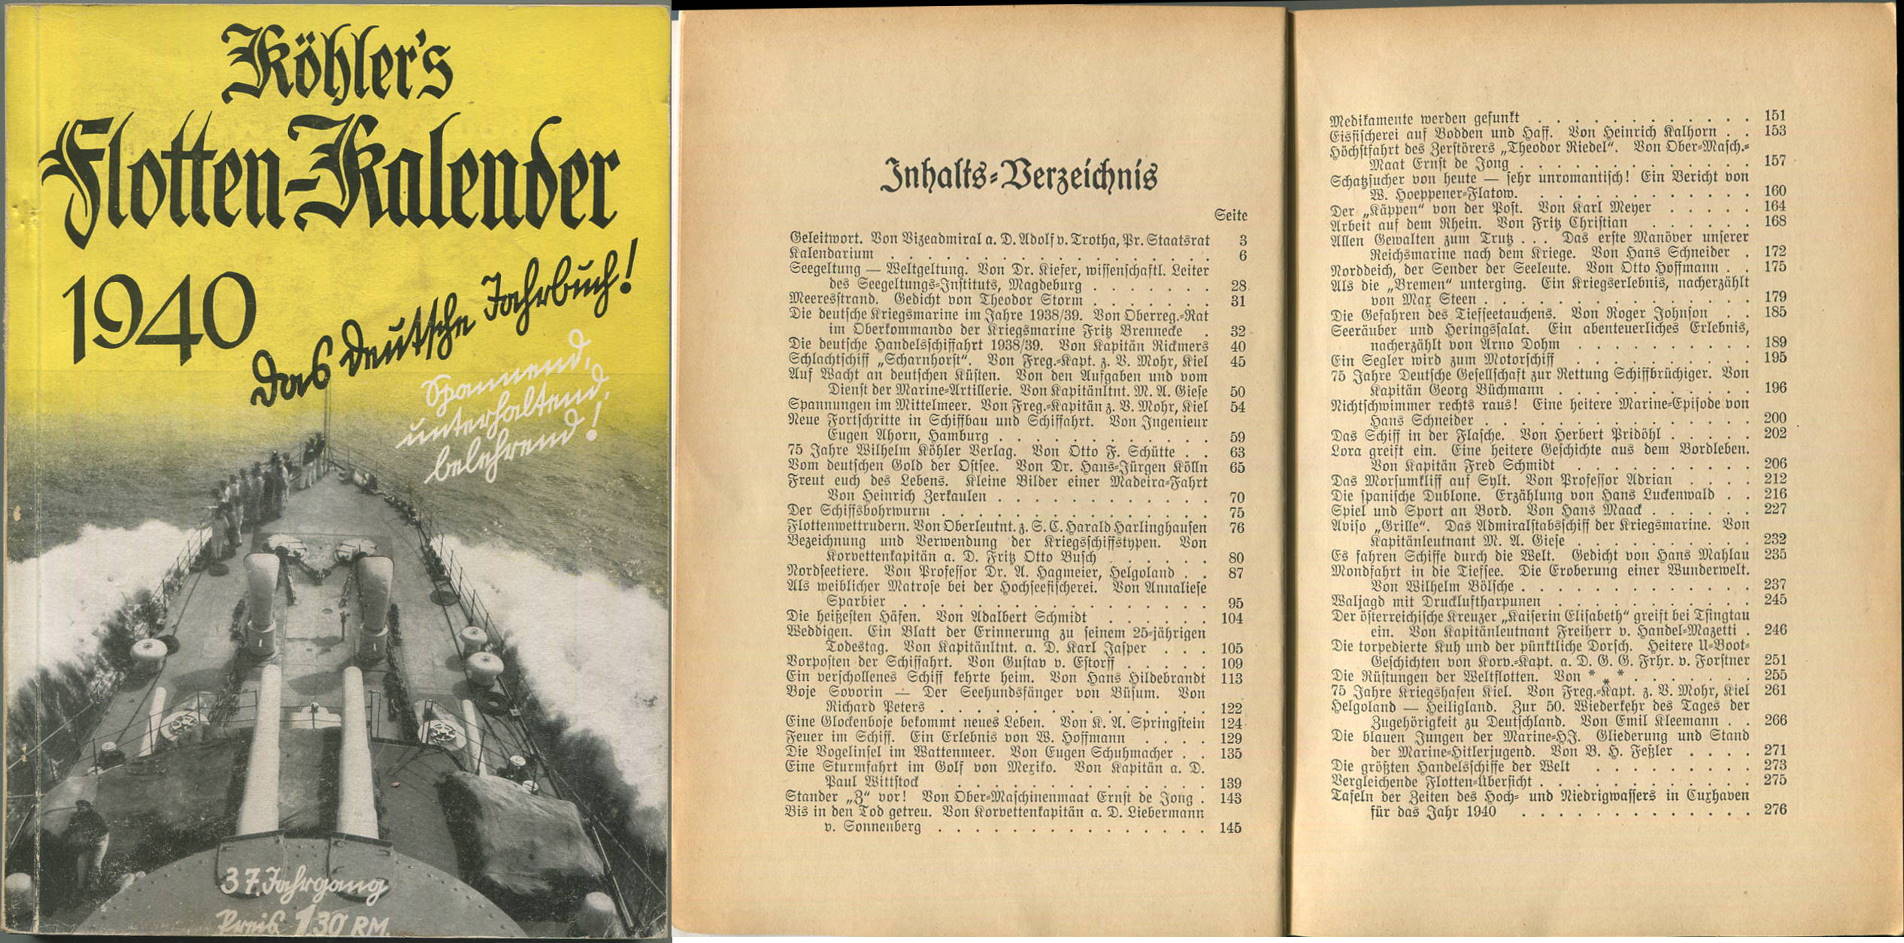 Köhler's
Flotten-Kalender
1940
Das deutsche Jahrbuch!
Spannend,
unterhaltend,
belehrend!
37. Jahrgang
Preis 1.30 RM.
Inhalts-Verzeichnis
Seite
Geleitwort. Von Vizeadmiral a. D. Adolf v. Trotha, Pr. Staatsrat 3
Kalendarium . . . . . . . . . . 6
Seegeltung — Weltgeltung. Von Dr. Kiefer, wissenschaftl. Leiter
des Seegeltungs-Instituts, Magdeburg . . . . . . . 28
Meeresstrand. Gedicht von Theodor Storm . . . . . . . 31
Die deutsche Kriegsmarine im Jahre 1938/39. Von Oberreg.-Rat
im Oberkommando der Kriegsmarine Fritz Brennecke . 32
Die deutsche Handelsschiffahrt 1938/39. Von Kapitän Rickmers 40
Schlachtschiff „Scharnhorst“. Von Freg.-Kapt. z. V. Mohr, Kiel 45
Auf Wacht an deutschen Küsten. Von den Aufgaben und vom
Dienst der Marine-Artillerie. Von Kapitänltnt. M. A. Giese 50
Spannungen im Mittelmeer. Von Freg.-Kapitän z. V. Mohr, Kiel 54
Neue Fortschritte in Schiffbau und Schiffahrt. Von Ingenieur
Eugen Ahorn, Hamburg . . . . . . . . . . 59
75 Jahre Wilhelm Köhler Verlag. Von Otto F. Schütte . . 63
Vom deutschen Gold der Ostsee. Von Dr. Hans-Jürgen Kölln 65
Freut euch des Lebens. Kleine Bilder einer Madeira-Fahrt
Von Heinrich Zerkaulen . . . . . . . . . . 70
Der Schiffsbohrwurm . . . . . . . . . . 75
Flottenwettrudern. Von Oberleutnt. z. S. C. Harald Harlinghausen 76
Bezeichnung und Verwendung der Kriegsschiffstypen. Von
Korvettenkapitän a. D. Fritz Otto Busch . . . . . . 80
Nordseetiere. Von Professor Dr. A. Hagmeier, Helgoland . . 87
Als weiblicher Matrose bei der Hochseefischerei. Von Annaliese
Sparbier . . . . . . . . . . 95
Die heißesten Häfen. Von Adalbert Schmidt . . . . . . 104
Weddigen. Ein Blatt der Erinnerung zu seinem 25-jährigen
Todestag. Von Kapitänltnt. a. D. Karl Jasper . . . 105
Vorposten der Schiffahrt. Von Gustav v. Estorff . . . . . 109
Ein verschollenes Schiff kehrte heim. Von Hans Hildebrandt 113
Boje Sovorin — Der Seehundsfänger von Büsum. Von
Richard Peters . . . . . . . . . . 122
Eine Glockenboje bekommt neues Leben. Von K. A. Springstein 124
Feuer im Schiff. Ein Erlebnis von W. Hoffmann . . . . 129
Die Vogelinsel im Wattenmeer. Von Eugen Schuhmacher . . 135
Eine Sturmfahrt im Golf von Mexiko. Von Kapitän a. D.
Paul Wittstock . . . . . . . . . . 139
Stander „Z“ vor! Von Ober-Maschinenmaat Ernst de Jong . 143
Bis in den Tod getreu. Von Korvettenkapitän a. D. Liebermann
v. Sonnenberg . . . . . . . . . . 145
Medikamente werden gefunkt . . . . . . . . . . 151
Eisfischerei auf Bodden und Haff. Von Heinrich Kalhorn . . 153
Höchstfahrt des Zerstörers „Theodor Riedel“. Von Ober-Masch.-
Maat Ernst de Jong . . . . . . . . . . 157
Schatzsucher von heute — sehr unromantisch! Ein Bericht von
W. Hoeppener-Flatow. . . . . . . . . . 160
Der „Käppen“ von der Post. Von Karl Meyer . . . . . 164
Arbeit auf dem Rhein. Von Fritz Christian . . . . . . 168
Allen Gewalten zum Trutz . . . Das erste Manöver unserer
Reichsmarine nach dem Kriege. Von Hans Schneider . 172
Norddeich, der Sender der Seeleute. Von Otto Hoffmann . . 175
Als die „Bremen“ unterging. Ein Kriegserlebnis, nacherzählt
von Max Steen . . . . . . . . . . 179
Die Gefahren des Tiefseetauchens. Von Roger Johnson . . 185
Seeräuber und Heringssalat. Ein abenteuerliches Erlebnis,
nacherzählt von Arno Dohm . . . . . . . . . . 189
Ein Segler wird zum Motorschiff . . . . . . . . . . 195
75 Jahre Deutsche Gesellschaft zur Rettung Schiffbrüchiger. Von
Kapitän Georg Büchmann . . . . . . . . . . 196
Nichtschwimmer rechts raus! Eine heitere Marine-Episode von
Hans Schneider . . . . . . . . . . 200
Das Schiff in der Flasche. Von Herbert Pridöhl . . . . . 202
Lora greift ein. Eine heitere Geschichte aus dem Bordleben.
Von Kapitän Fred Schmidt . . . . . . . . . . 206
Das Morsumkliff auf Sylt. Von Professor Adrian . . . . 212
Die spanische Dublone. Erzählung von Hans Luckenwald . . 216
Spiel und Sport an Bord. Von Hans Maack . . . . . . 227
Aviso „Grille“. Das Admiralstabsschiff der Kriegsmarine. Von
Kapitänleutnant M. A. Giese . . . . . . . . . . 232
Es fahren Schiffe durch die Welt. Gedicht von Hans Mahlau 235
Mondfahrt in die Tiefsee. Die Eroberung einer Wunderwelt.
Von Wilhelm Bölsche . . . . . . . . . . 237
Waljagd mit Druckluftharpunen . . . . . . . . . . 245
Der österreichische Kreuzer „Kaiserin Elisabeth“ greift bei Tsingtau
ein. Von Kapitänleutnant Freiherr v. Handel-Mazetti . 246
Die torpedierte Kuh und der pünktliche Dorsch. Heitere U-Boot-
Geschichten von Korv.-Kapt. a. D. G. G. Frhr. v. Forstner 251
Die Rüstungen der Weltflotten. Von * * * . . . . . . . 255
75 Jahre Kriegshafen Kiel. Von Freg.-Kapt. z. V. Mohr, Kiel 261
Helgoland — Heiligland. Zur 50. Wiederkehr des Tages der
Zugehörigkeit zu Deutschland. Von Emil Kleemann . . 266
Die blauen Jungen der Marine-HJ. Gliederung und Stand
der Marine-Hitlerjugend. Von B. H. Feßler . . . . 271
Die größten Handelsschiffe der Welt . . . . . . . . . 273
Vergleichende Flotten-Übersicht . . . . . . . . . . 275
Tafeln der Zeiten des Hoch- und Niedrigwassers in Cuxhaven
für das Jahr 1940 . . . . . . . . . . 276